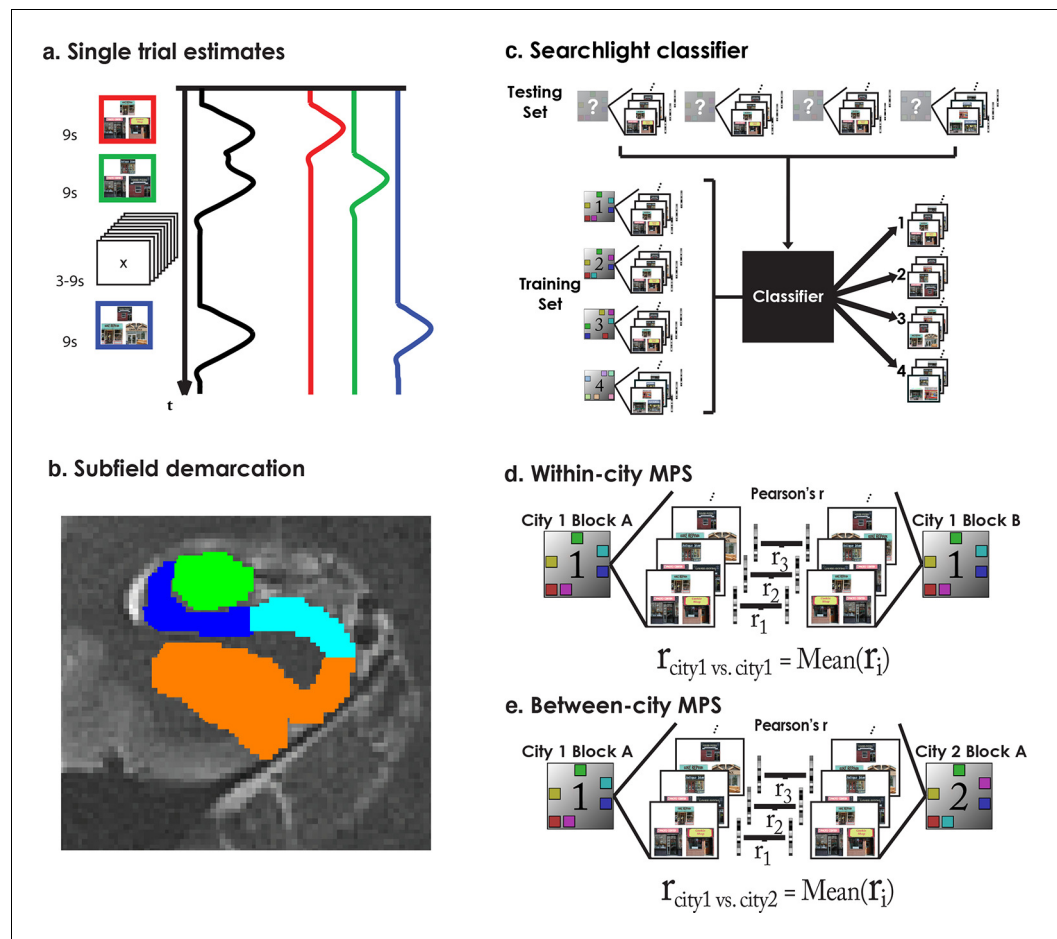 a. Single trial estimates
9s
9s
x
3-9s
9s
t
b. Subfield demarcation
c. Searchlight classifier
Testing
Set
? ? ? ?
Training
Set
1
2
3
4
Classifier
1
2
3
4
d. Within-city MPS
Pearson's r
City 1 Block A
City 1 Block B
1
1
r3
r2
r1
rcity1 vs. city1 = Mean(ri)
e. Between-city MPS
Pearson's r
City 1 Block A
City 2 Block A
1
2
r3
r2
r1
rcity1 vs. city2 = Mean(ri)